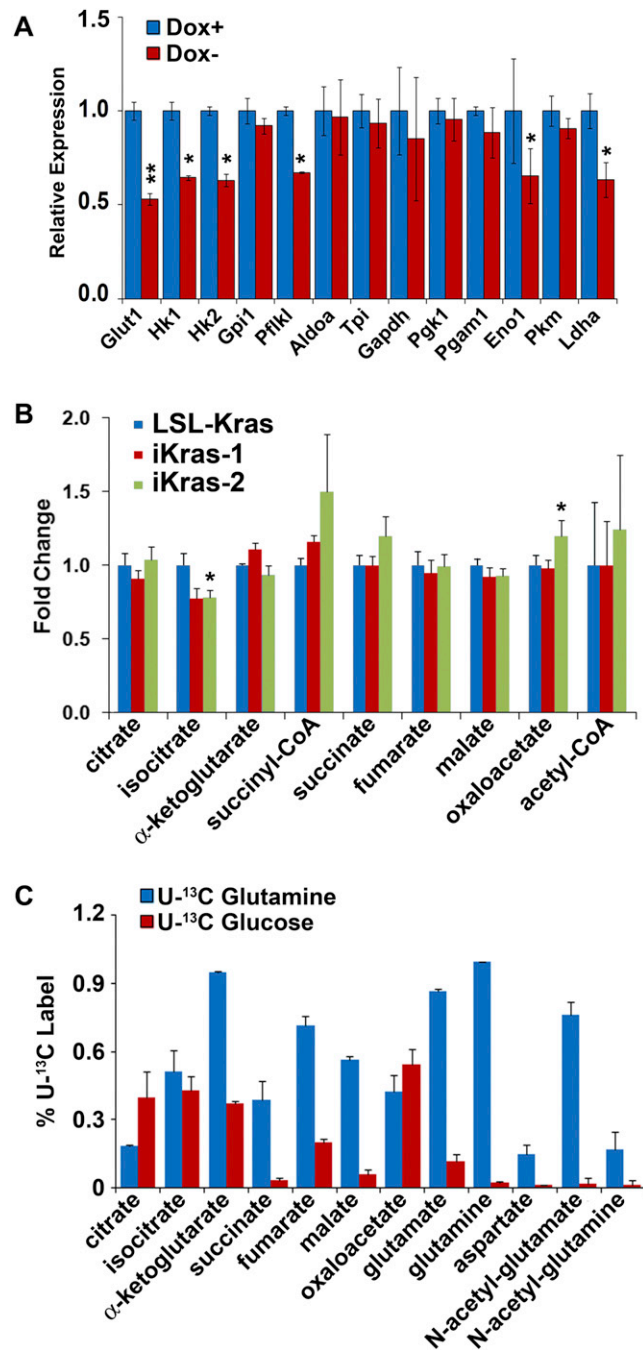 A
1.5
Dox+
Dox-
Relative Expression
1.0
0.5
0.0
**
*
*
*
*
*
Glut1
Hk1
Hk2
Gpi1
Pflkl
Aldoa
Tpi
Gapdh
Pgk1
Pgam1
Eno1
Pkm
Ldha
B
2.0
LSL-Kras
iKras-1
iKras-2
Fold Change
1.5
1.0
0.5
0.0
*
*
citrate
isocitrate
α-ketoglutarate
succinyl-CoA
succinate
fumarate
malate
oxaloacetate
acetyl-CoA
C
U-¹³C Glutamine
U-¹³C Glucose
% U-¹³C Label
1.2
0.9
0.6
0.3
0
citrate
isocitrate
α-ketoglutarate
succinate
fumarate
malate
oxaloacetate
glutamate
glutamine
aspartate
N-acetyl-glutamate
N-acetyl-glutamine